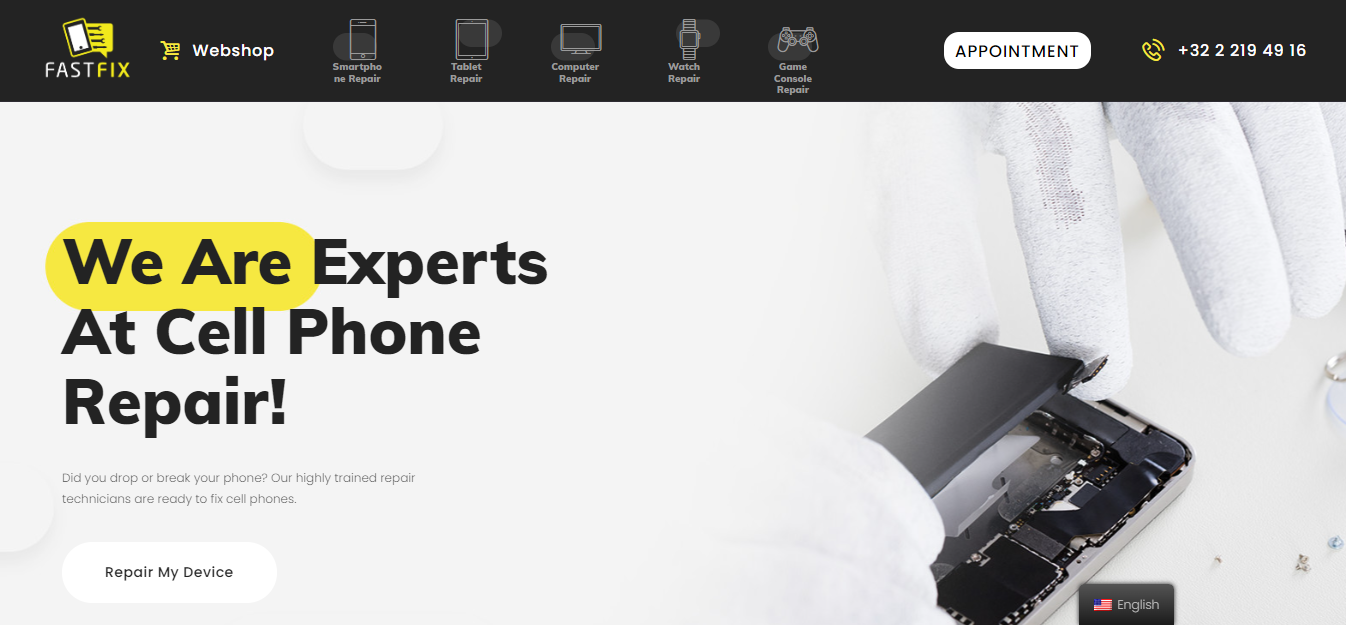 FASTFIX
Webshop
Smartpho
ne Repair
Tablet
Repair
Computer
Repair
Watch
Repair
Game
Console
Repair
APPOINTMENT
+32 2 219 49 16
We Are Experts
At Cell Phone
Repair!
Did you drop or break your phone? Our highly trained repair
technicians are ready to fix cell phones.
Repair My Device
English